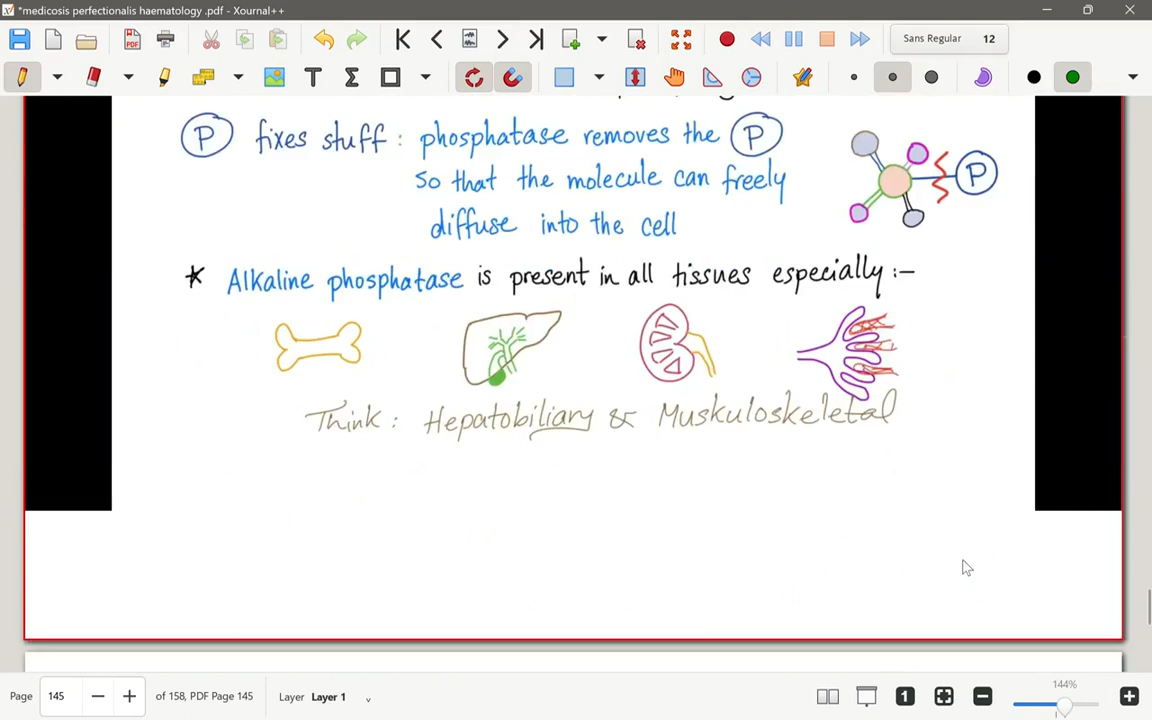 *medicosis perfectionalis haematology .pdf - Xournal++
Sans Regular 12
P fixes stuff : phosphatase removes the P
so that the molecule can freely
diffuse into the cell
P
* Alkaline phosphatase is present in all tissues especially :-
Think : Hepatobiliary & Muskuloskeletal
Page 145 of 158, PDF Page 145 Layer Layer 1 144%